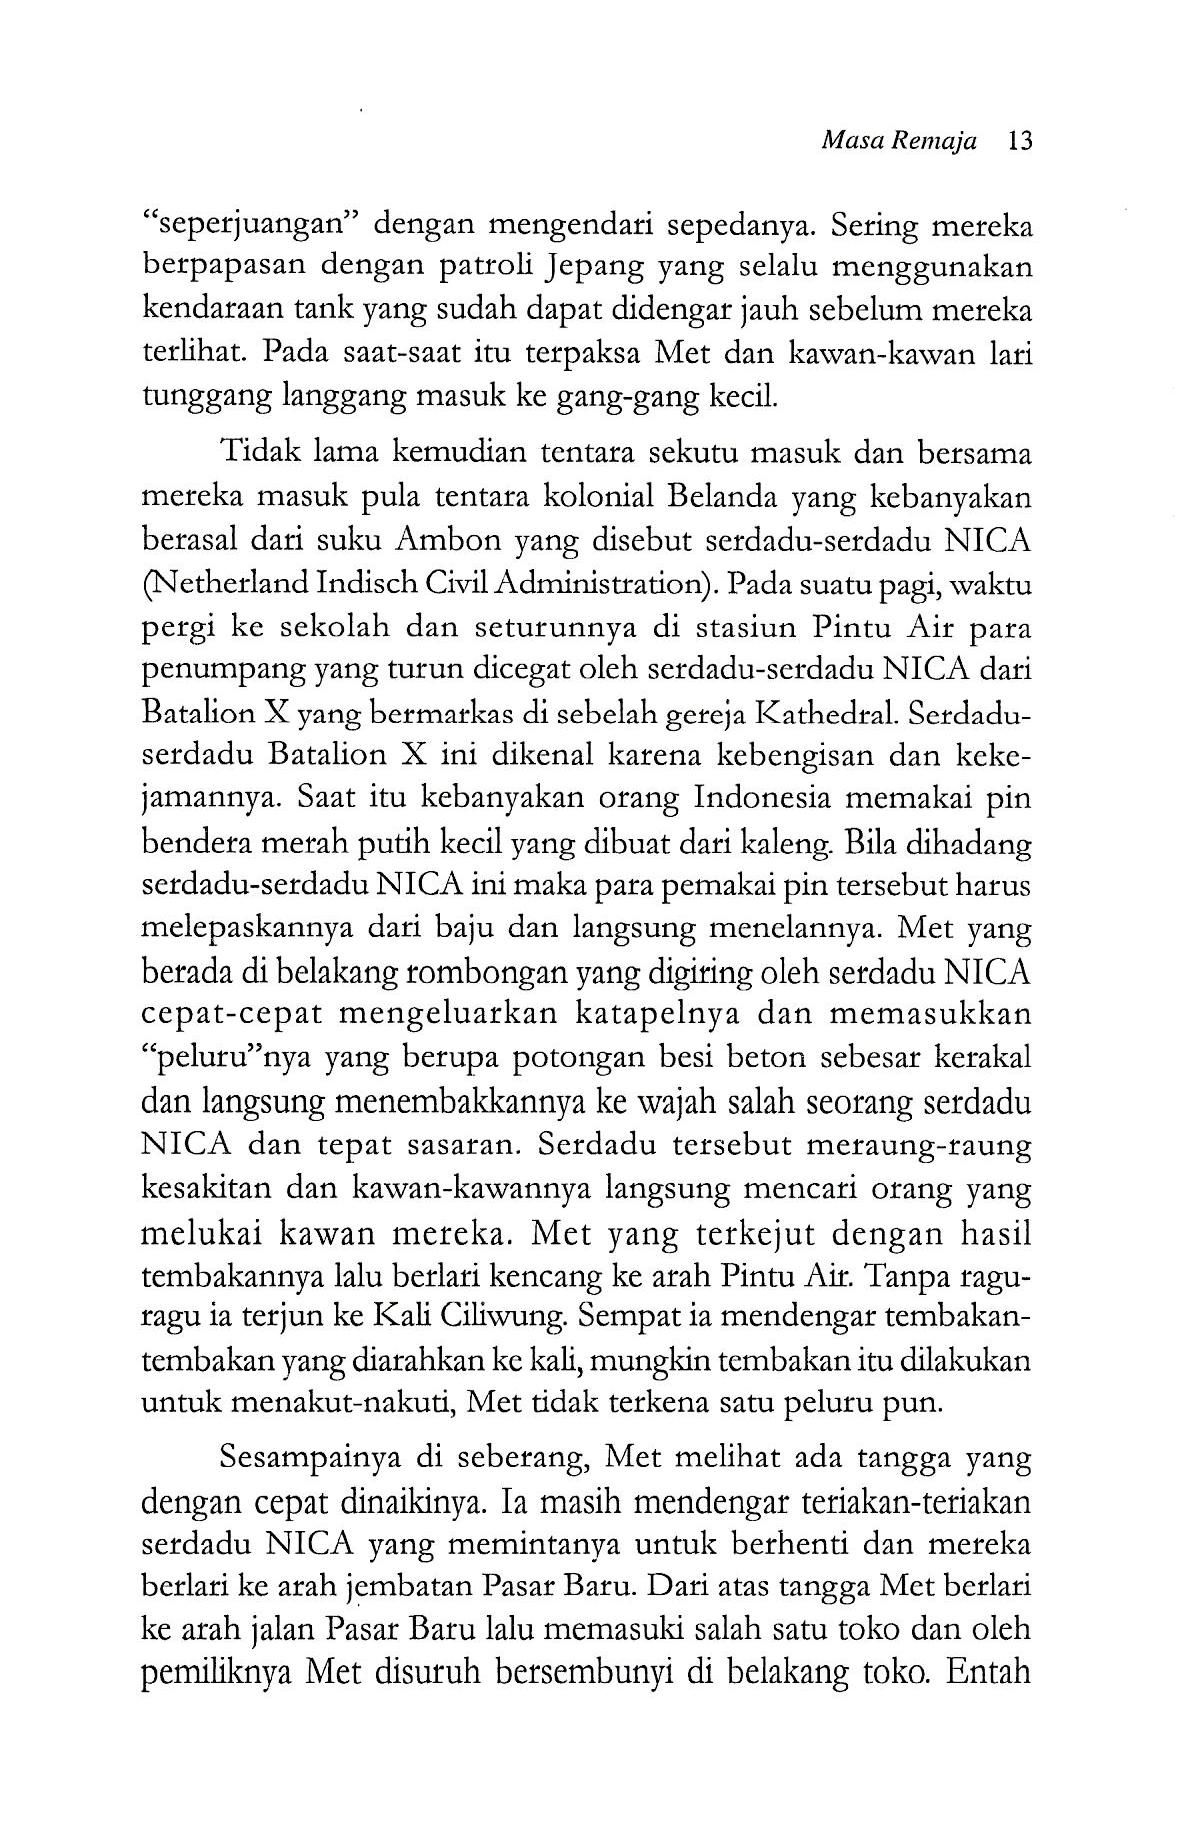 Masa Remaja 13
“seperjuangan” dengan mengendari sepedanya. Sering mereka
berpapasan dengan patroli Jepang yang selalu menggunakan
kendaraan tank yang sudah dapat didengar jauh sebelum mereka
terlihat. Pada saat-saat itu terpaksa Met dan kawan-kawan lari
tunggang langgang masuk ke gang-gang kecil.
Tidak lama kemudian tentara sekutu masuk dan bersama
mereka masuk pula tentara kolonial Belanda yang kebanyakan
berasal dari suku Ambon yang disebut serdadu-serdadu NICA
(Netherland Indisch Civil Administration). Pada suatu pagi, waktu
pergi ke sekolah dan seturunnya di stasiun Pintu Air para
penumpang yang turun dicegat oleh serdadu-serdadu NICA dari
Batalion X yang bermarkas di sebelah gereja Kathedral. Serdadu-
serdadu Batalion X ini dikenal karena kebengisan dan keke-
jamannya. Saat itu kebanyakan orang Indonesia memakai pin
bendera merah putih kecil yang dibuat dari kaleng. Bila dihadang
serdadu-serdadu NICA ini maka para pemakai pin tersebut harus
melepaskannya dari baju dan langsung menelannya. Met yang
berada di belakang rombongan yang digiring oleh serdadu NICA
cepat-cepat mengeluarkan katapelnya dan memasukkan
“peluru”nya yang berupa potongan besi beton sebesar kerakal
dan langsung menembakkannya ke wajah salah seorang serdadu
NICA dan tepat sasaran. Serdadu tersebut meraung-raung
kesakitan dan kawan-kawannya langsung mencari orang yang
melukai kawan mereka. Met yang terkejut dengan hasil
tembakannya lalu berlari kencang ke arah Pintu Air. Tanpa ragu-
ragu ia terjun ke Kali Ciliwung. Sempat ia mendengar tembakan-
tembakan yang diarahkan ke kali, mungkin tembakan itu dilakukan
untuk menakut-nakuti, Met tidak terkena satu peluru pun.
Sesampainya di seberang, Met melihat ada tangga yang
dengan cepat dinaikinya. Ia masih mendengar teriakan-teriakan
serdadu NICA yang memintanya untuk berhenti dan mereka
berlari ke arah jembatan Pasar Baru. Dari atas tangga Met berlari
ke arah jalan Pasar Baru lalu memasuki salah satu toko dan oleh
pemiliknya Met disuruh bersembunyi di belakang toko. Entah